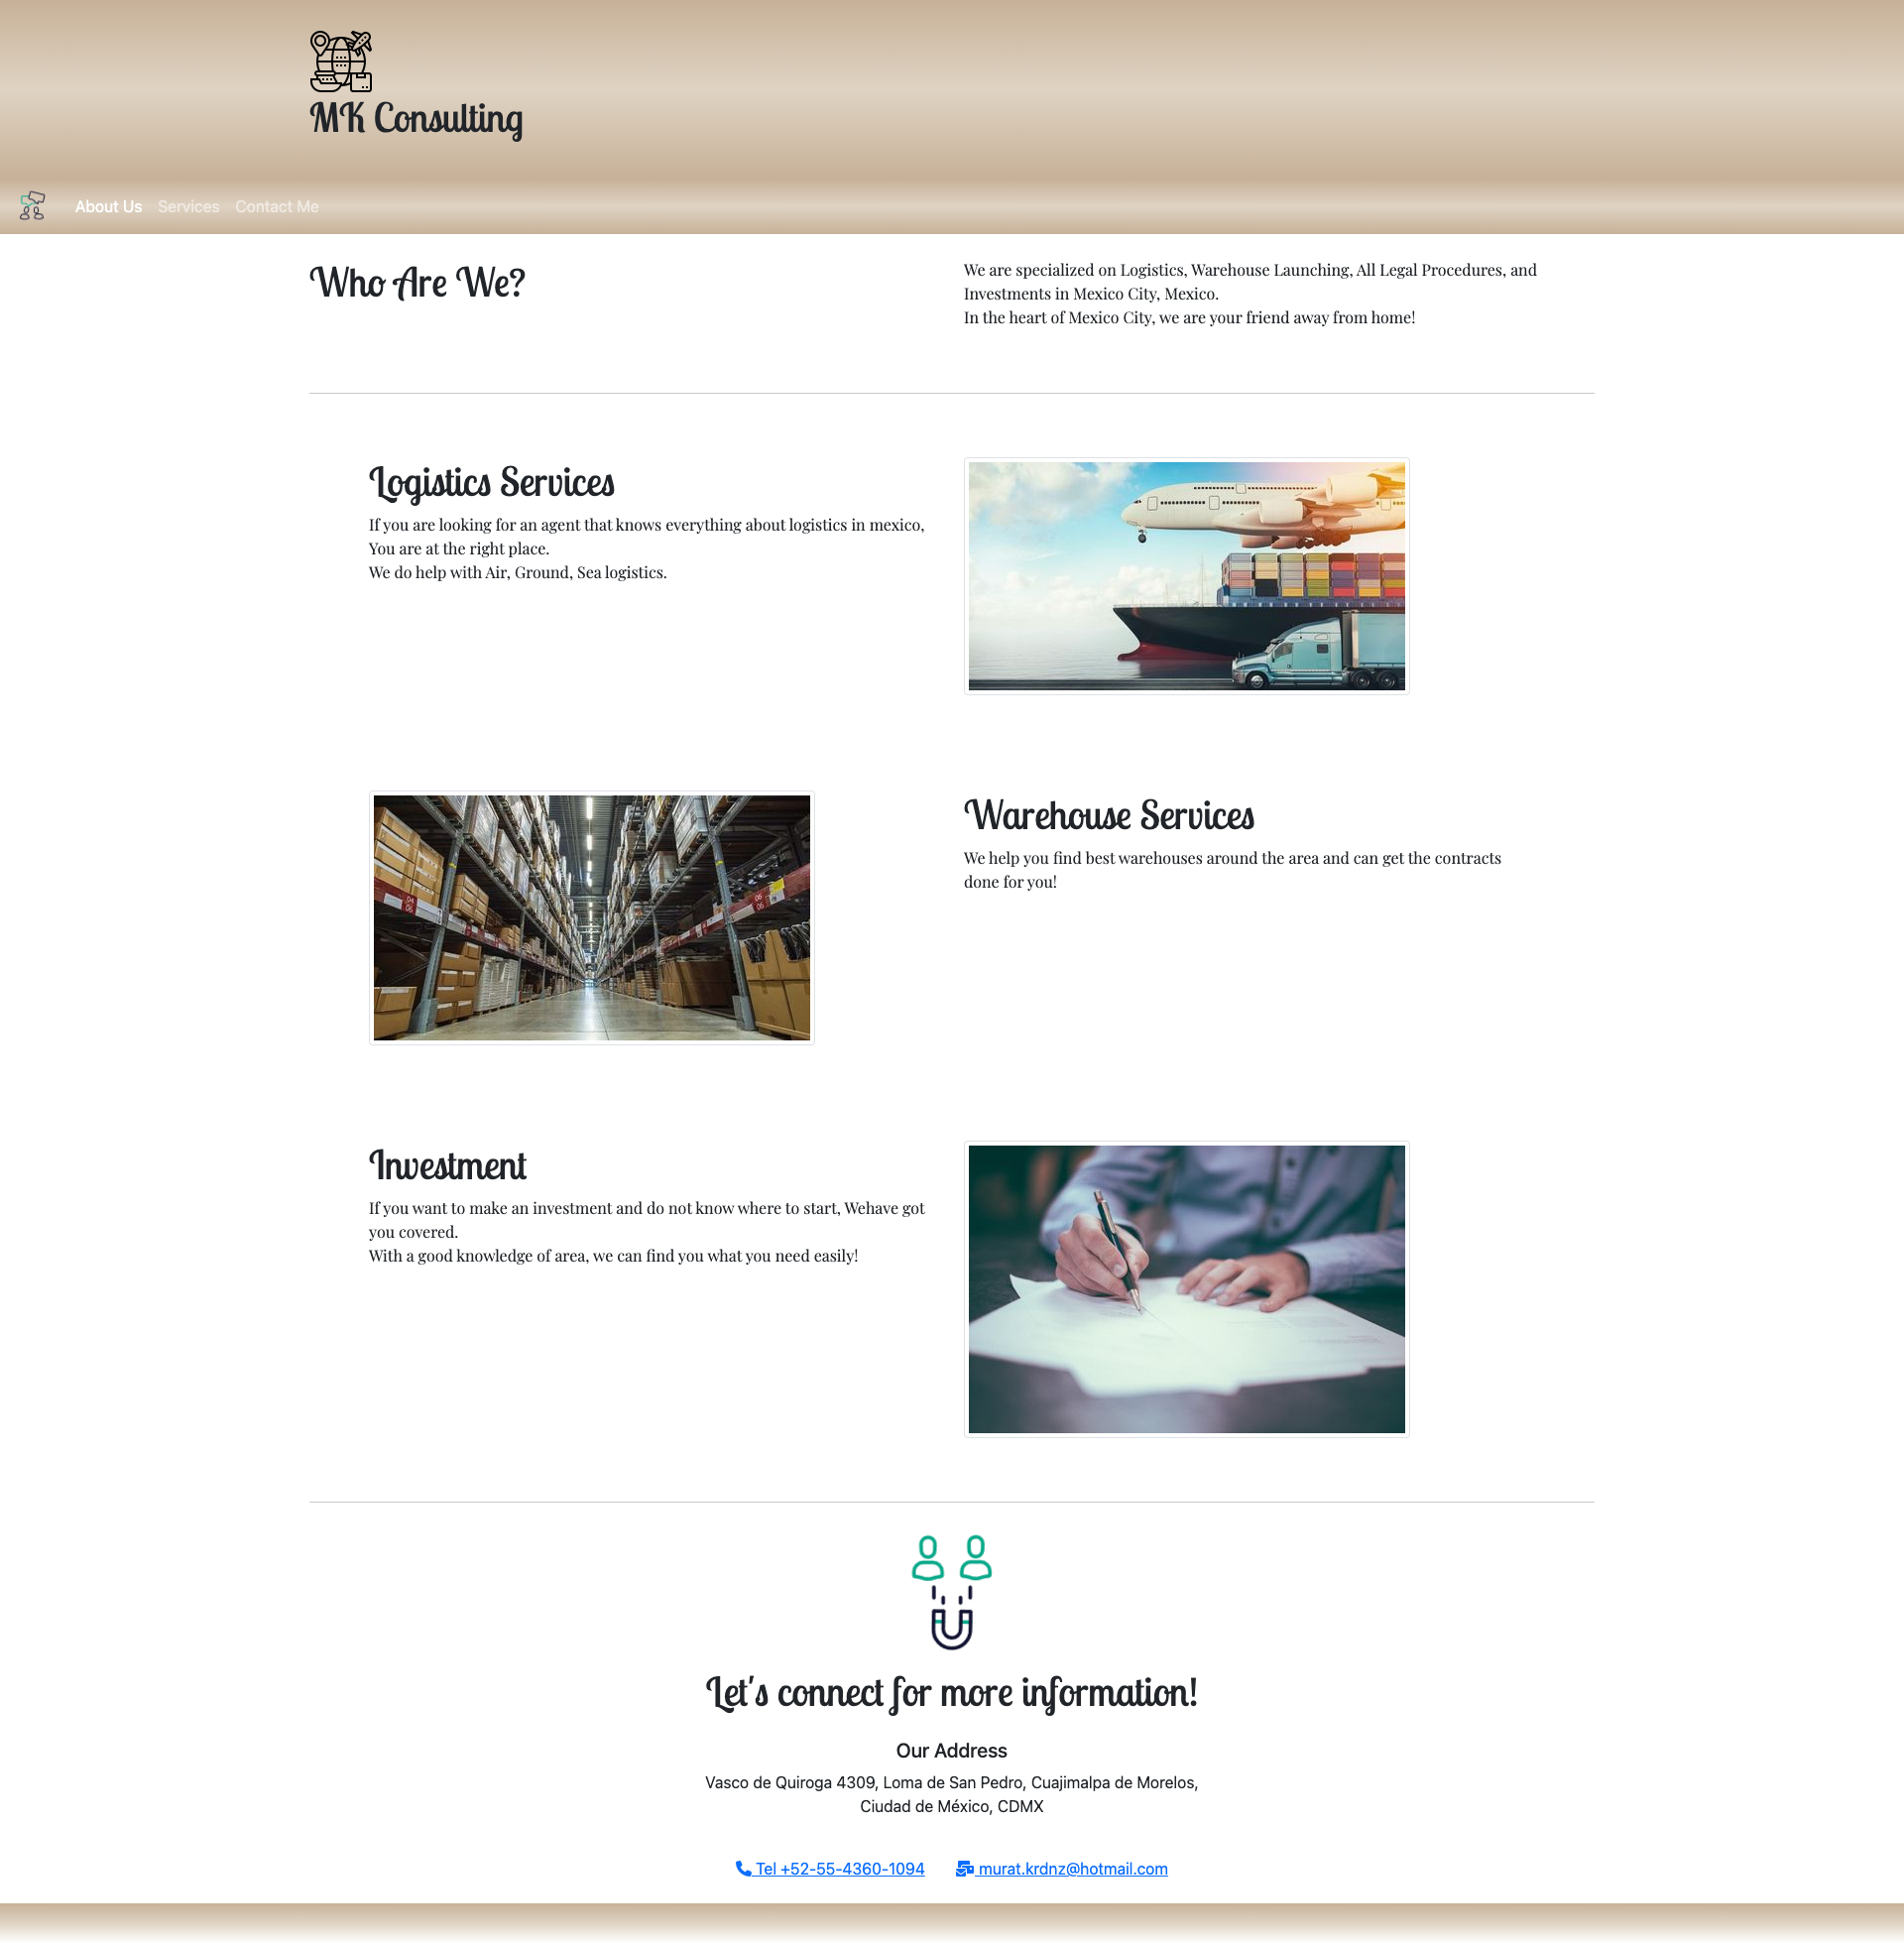 MK Consulting
About Us Services Contact Me
Who Are We?
We are specialized on Logistics, Warehouse Launching, All Legal Procedures, and
Investments in Mexico City, Mexico.
In the heart of Mexico City, we are your friend away from home!
Logistics Services
If you are looking for an agent that knows everything about logistics in mexico,
You are at the right place.
We do help with Air, Ground, Sea logistics.
Warehouse Services
We help you find best warehouses around the area and can get the contracts
done for you!
Investment
If you want to make an investment and do not know where to start, Wehave got
you covered.
With a good knowledge of area, we can find you what you need easily!
Let's connect for more information!
Our Address
Vasco de Quiroga 4309, Loma de San Pedro, Cuajimalpa de Morelos,
Ciudad de México, CDMX
Tel +52-55-4360-1094 murat.krdnz@hotmail.com